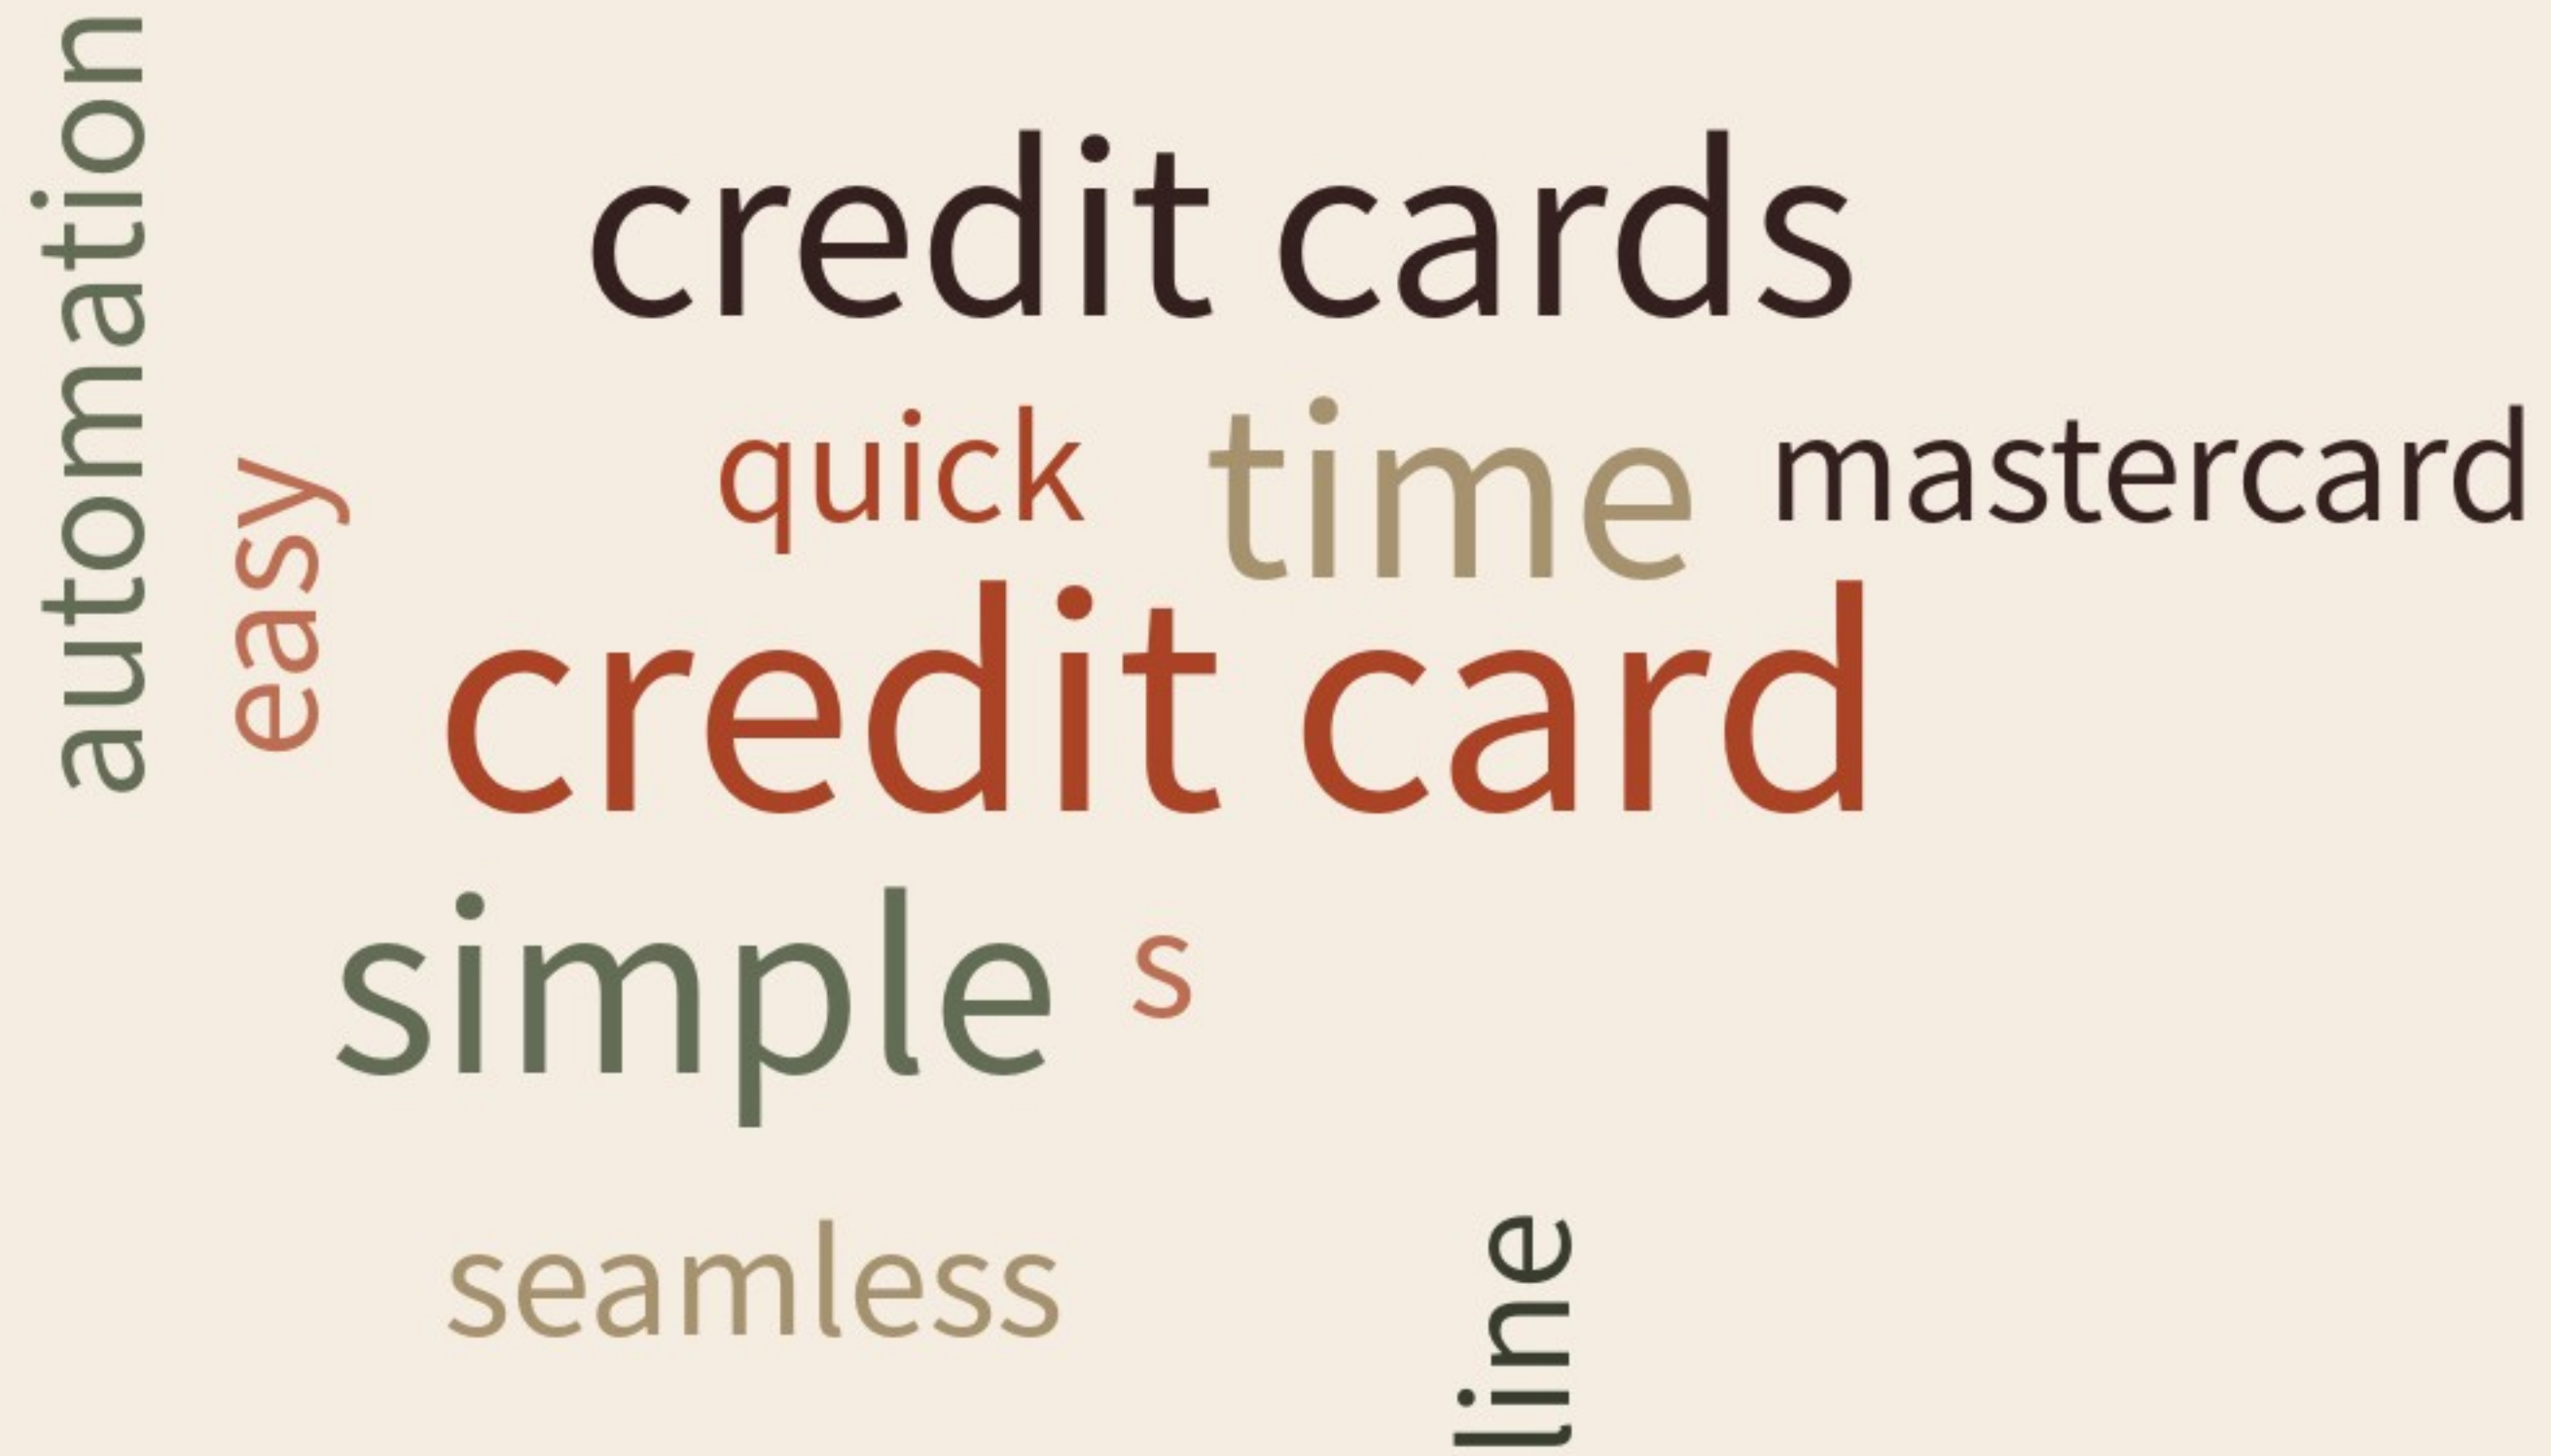 automation
credit cards
easy
quick
time
mastercard
credit card
simple
s
seamless
line